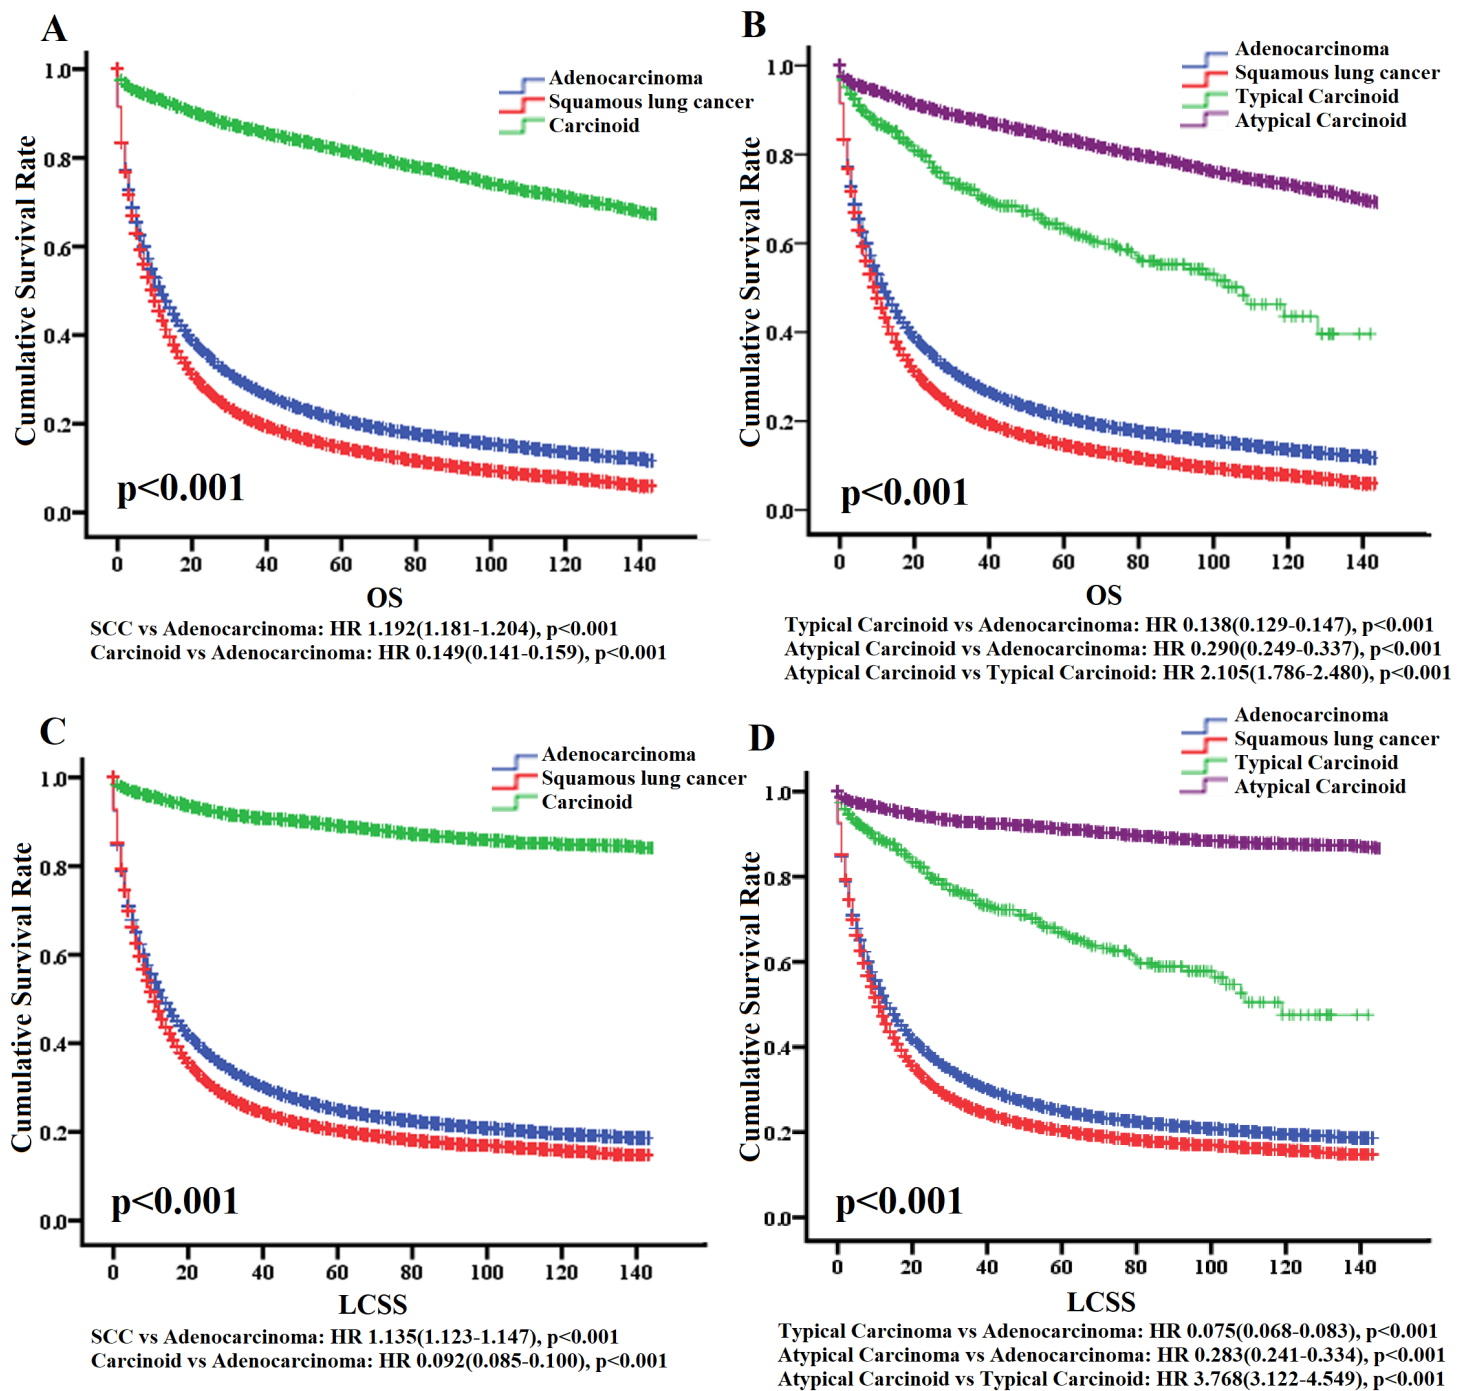 A
Adenocarcinoma
Squamous lung cancer
Carcinoid
Cumulative Survival Rate
1.0
0.8
0.6
0.4
0.2
0.0
p<0.001
0 20 40 60 80 100 120 140
OS
SCC vs Adenocarcinoma: HR 1.192(1.181-1.204), p<0.001
Carcinoid vs Adenocarcinoma: HR 0.149(0.141-0.159), p<0.001
B
Adenocarcinoma
Squamous lung cancer
Typical Carcinoid
Atypical Carcinoid
Cumulative Survival Rate
1.0
0.8
0.6
0.4
0.2
0.0
p<0.001
0 20 40 60 80 100 120 140
OS
Typical Carcinoid vs Adenocarcinoma: HR 0.138(0.129-0.147), p<0.001
Atypical Carcinoid vs Adenocarcinoma: HR 0.290(0.249-0.337), p<0.001
Atypical Carcinoid vs Typical Carcinoid: HR 2.105(1.786-2.480), p<0.001
C
Adenocarcinoma
Squamous lung cancer
Carcinoid
Cumulative Survival Rate
1.0
0.8
0.6
0.4
0.2
0.0
p<0.001
0 20 40 60 80 100 120 140
LCSS
SCC vs Adenocarcinoma: HR 1.135(1.123-1.147), p<0.001
Carcinoid vs Adenocarcinoma: HR 0.092(0.085-0.100), p<0.001
D
Adenocarcinoma
Squamous lung cancer
Typical Carcinoid
Atypical Carcinoid
Cumulative Survival Rate
1.0
0.8
0.6
0.4
0.2
0.0
p<0.001
0 20 40 60 80 100 120 140
LCSS
Typical Carcinoma vs Adenocarcinoma: HR 0.075(0.068-0.083), p<0.001
Atypical Carcinoma vs Adenocarcinoma: HR 0.283(0.241-0.334), p<0.001
Atypical Carcinoid vs Typical Carcinoid: HR 3.768(3.122-4.549), p<0.001